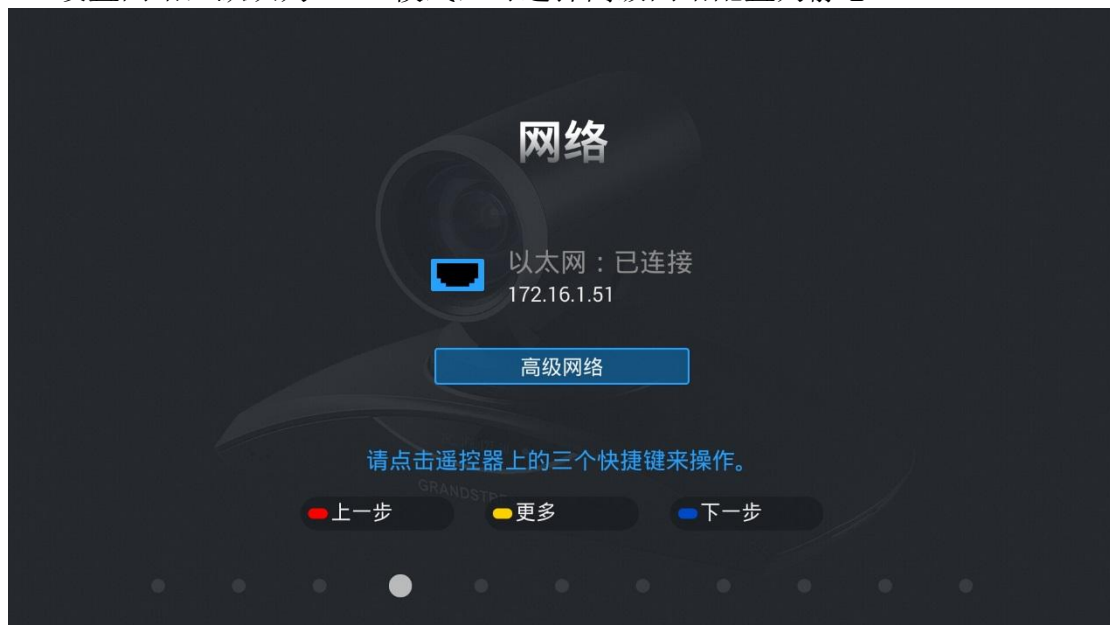 网络
以太网：已连接
172.16.1.51
高级网络
请点击遥控器上的三个快捷键来操作。
上一步
更多
下一步